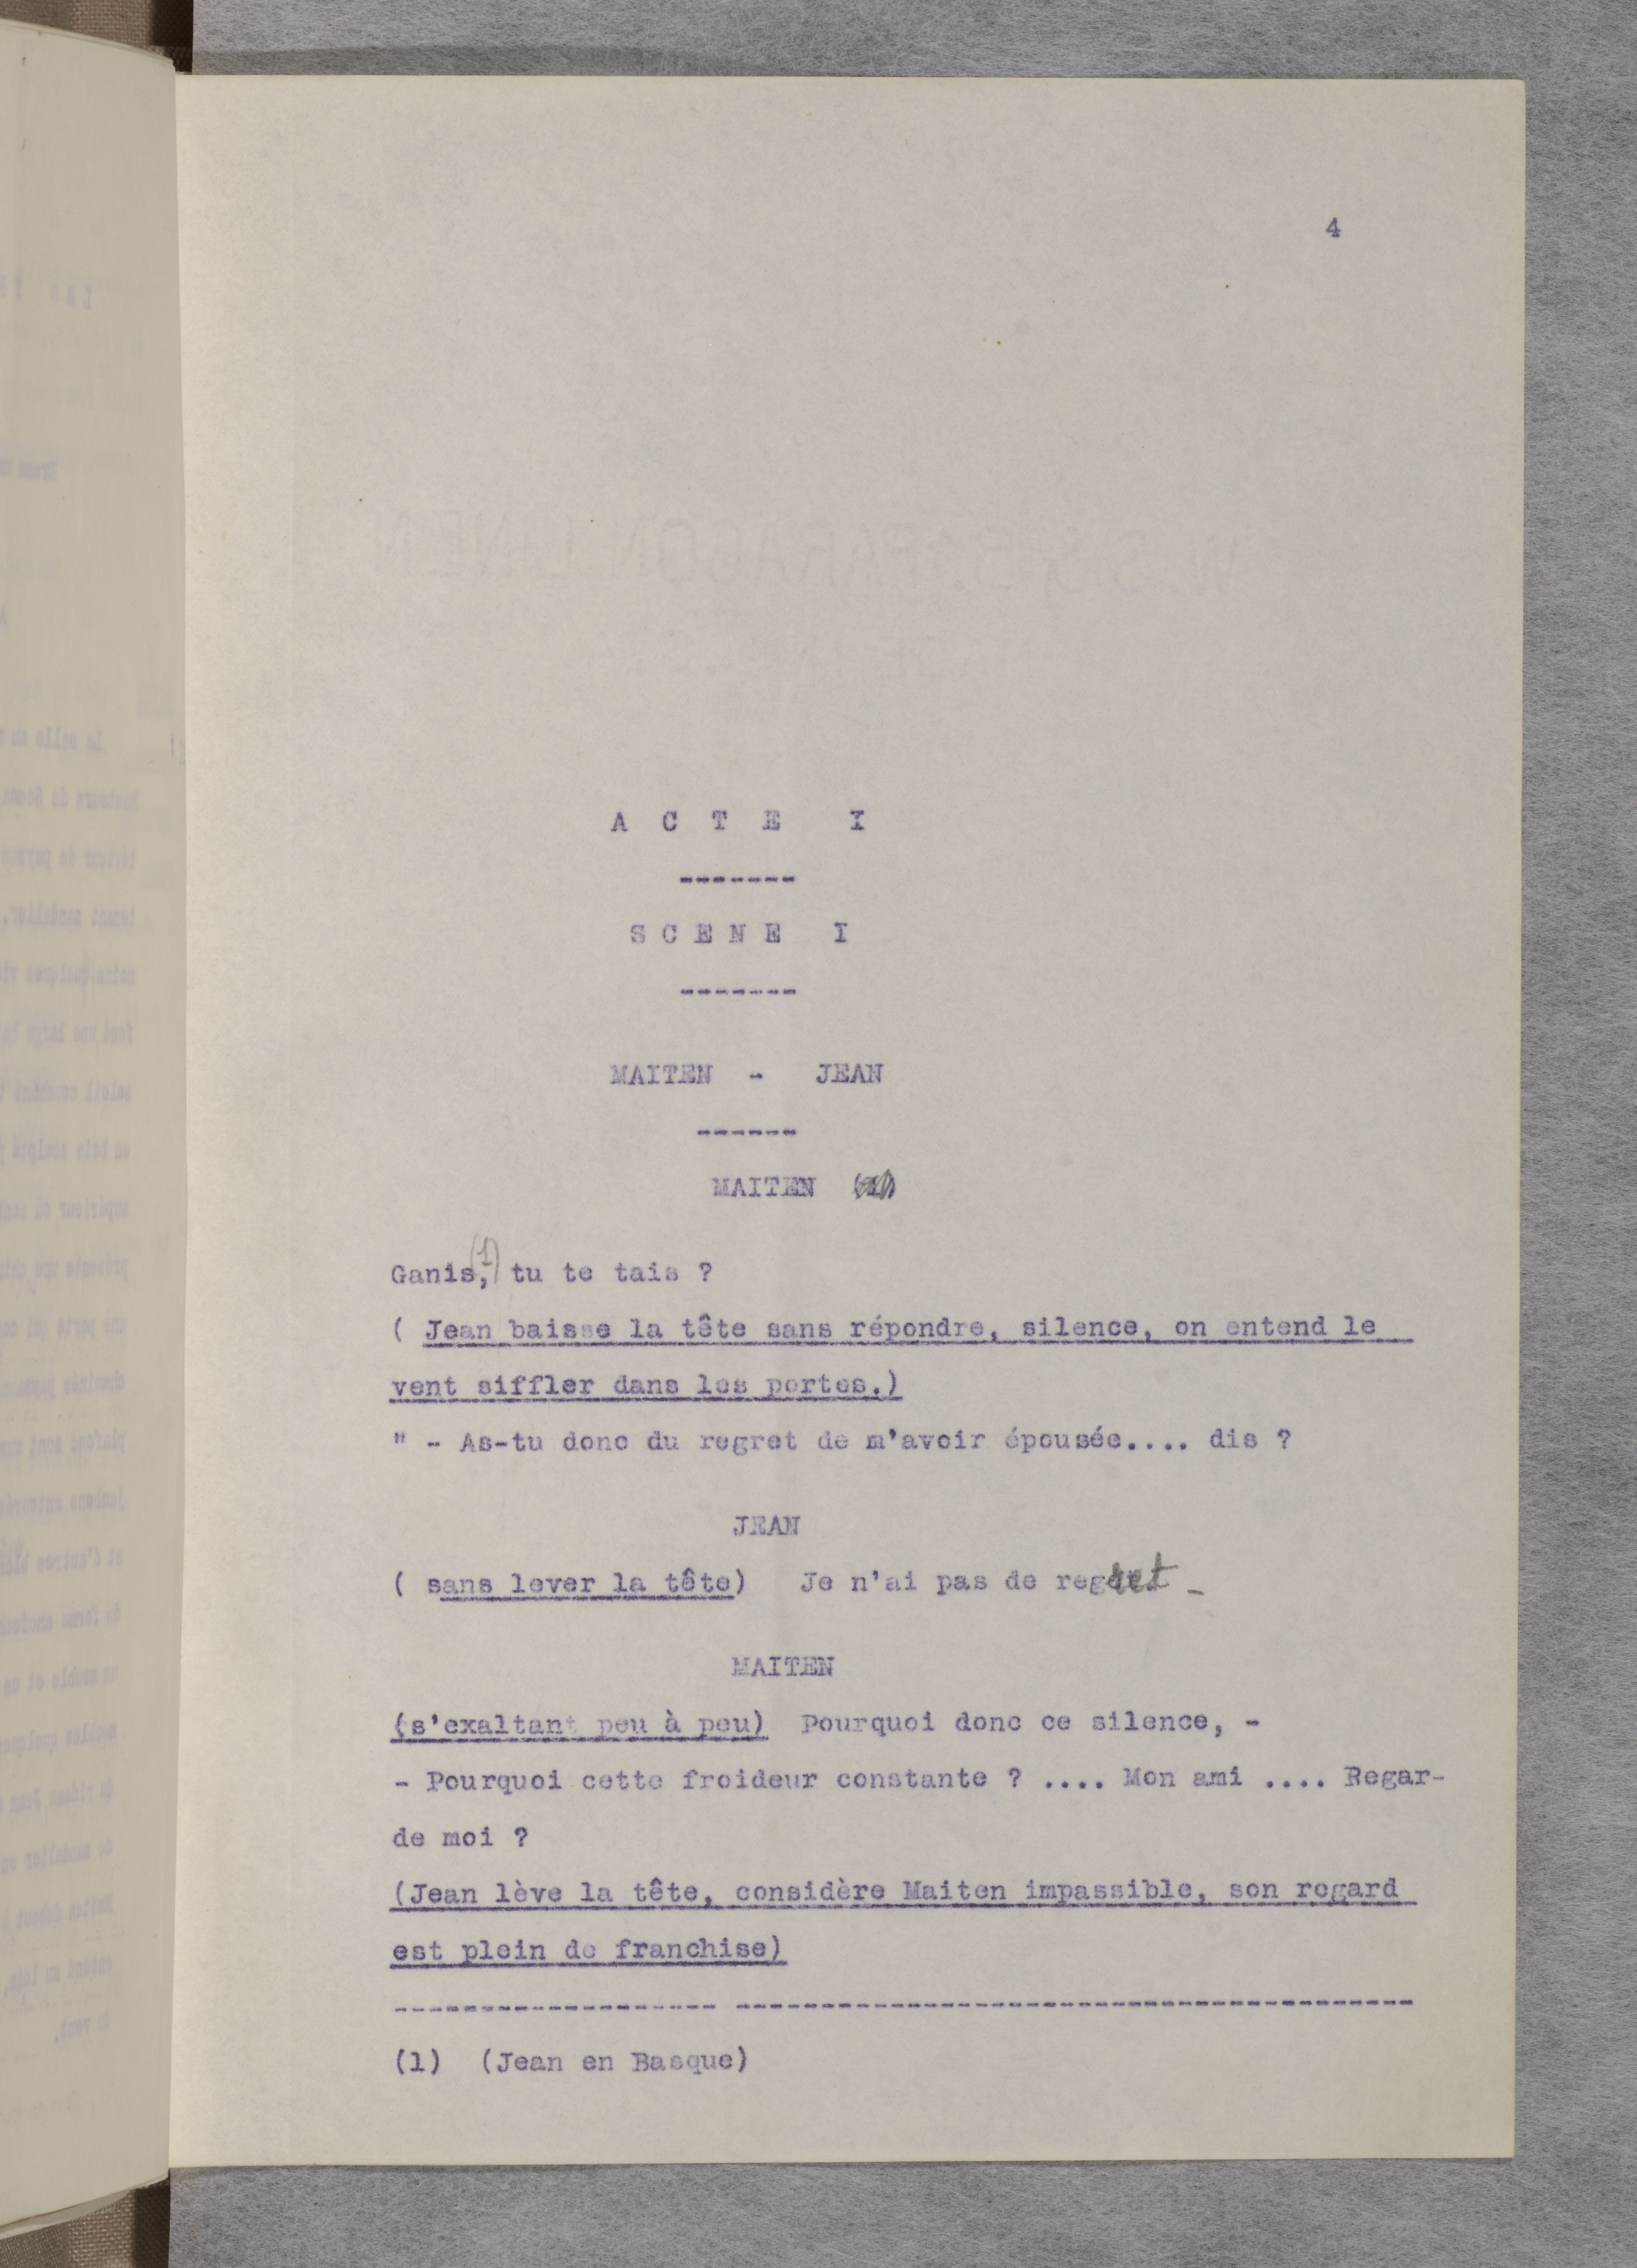 4
A C T E I
-------
S C E N E I
-------
MAITEN - JEAN
------
MAITEN
Ganis,(1) tu te tais ?
( Jean baisse la tête sans répondre, silence, on entend le
vent siffler dans les portes.)
" - As-tu donc du regret de m'avoir épousée.... dis ?
JEAN
( sans lever la tête) Je n'ai pas de regret -
MAITEN
(s'exaltant peu à peu) Pourquoi donc ce silence, -
- Pourquoi cette froideur constante ? .... Mon ami .... Regar-
de moi ?
(Jean lève la tête, considère Maiten impassible, son regard
est plein de franchise)
------------------- ----------------------------------------
(1) (Jean en Basque)